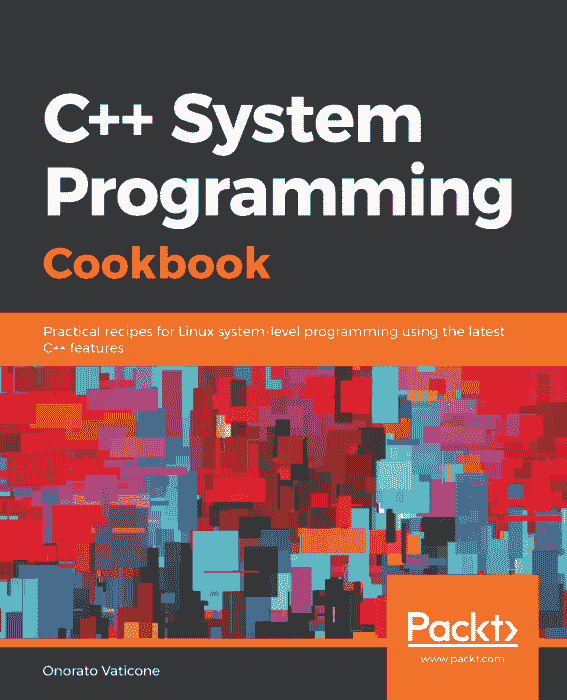 C++ System
Programming
Cookbook
Practical recipes for Linux system-level programming using the latest
C++ features
Packt>
www.packt.com
Onorato Vaticone